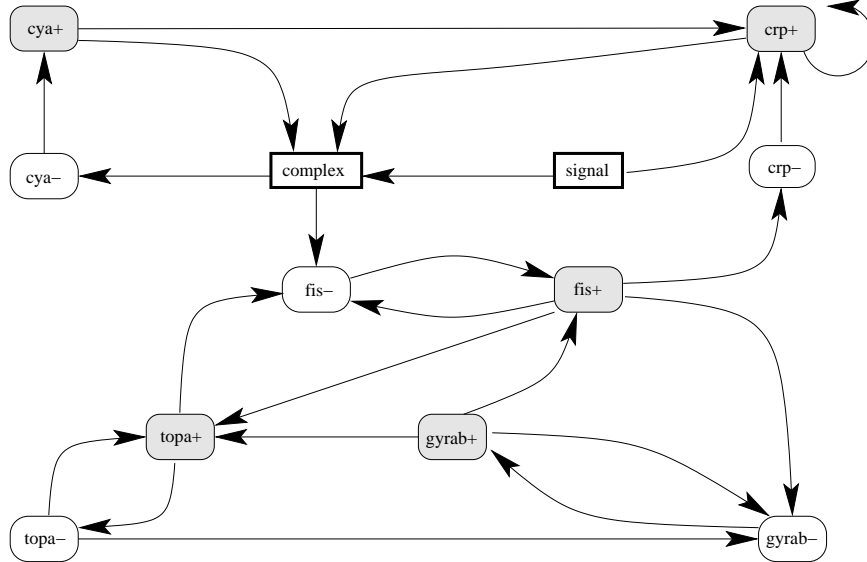 cya+
crp+
cya−
complex
signal
crp−
fis−
fis+
topa+
gyrab+
topa−
gyrab−